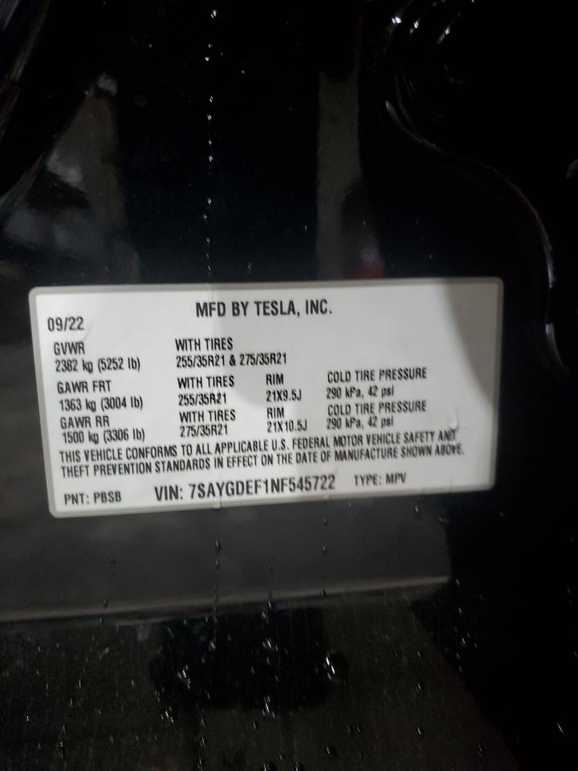 MFD BY TESLA, INC.
09/22
GVWR WITH TIRES
2382 kg (5252 lb) 255/35R21 & 275/35R21
GAWR FRT WITH TIRES RIM COLD TIRE PRESSURE
1363 kg (3004 lb) 255/35R21 21X9.5J 290 kPa, 42 psi
GAWR RR WITH TIRES RIM COLD TIRE PRESSURE
1500 kg (3306 lb) 275/35R21 21X10.5J 290 kPa, 42 psi
THIS VEHICLE CONFORMS TO ALL APPLICABLE U.S. FEDERAL MOTOR VEHICLE SAFETY AND
THEFT PREVENTION STANDARDS IN EFFECT ON THE DATE OF MANUFACTURE SHOWN ABOVE.
PNT: PBSB VIN: 7SAYGDEF1NF545722 TYPE: MPV